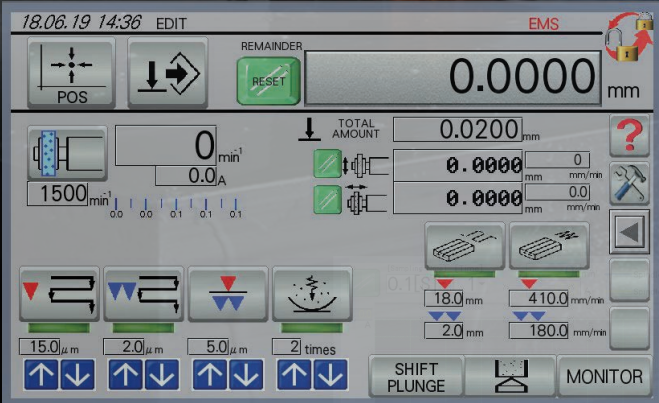 18.06.19 14:36 EDIT EMS
REMAINDER
POS
RESET
0.0000 mm
TOTAL AMOUNT 0.0200 mm
0 min⁻¹
0.0 A
1500 min⁻¹
0.0 0.0 0.1 0.1 0.1
0.0000 mm 0 mm/min
0.0000 mm 0.0 mm/min
?
18.0 mm 410.0 mm/min
2.0 mm 180.0 mm/min
15.0 μm 2.0 μm 5.0 μm 2 times
SHIFT
PLUNGE
MONITOR